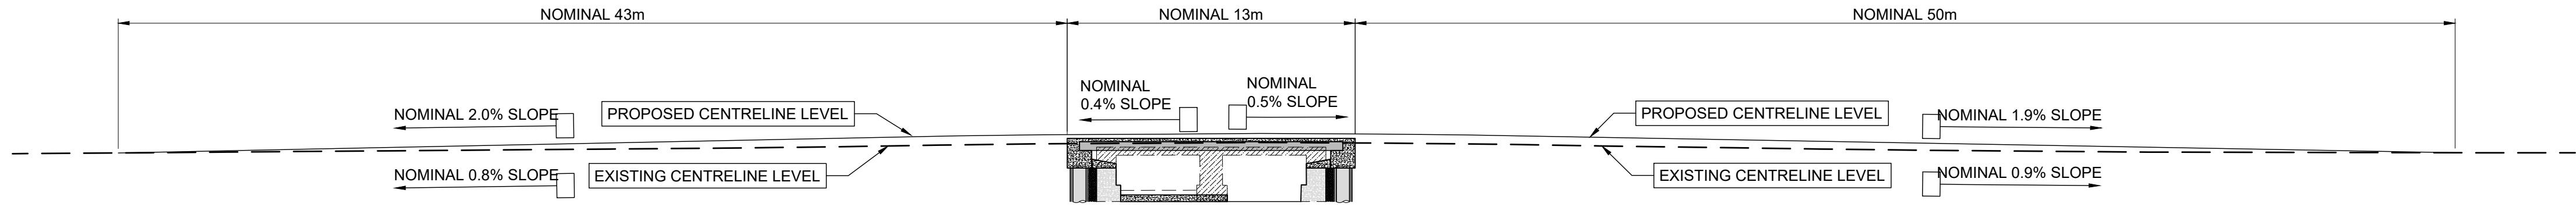 NOMINAL 43m
NOMINAL 13m
NOMINAL 50m
NOMINAL
0.4% SLOPE
NOMINAL
0.5% SLOPE
NOMINAL 2.0% SLOPE
PROPOSED CENTRELINE LEVEL
PROPOSED CENTRELINE LEVEL
NOMINAL 1.9% SLOPE
NOMINAL 0.8% SLOPE
EXISTING CENTRELINE LEVEL
EXISTING CENTRELINE LEVEL
NOMINAL 0.9% SLOPE